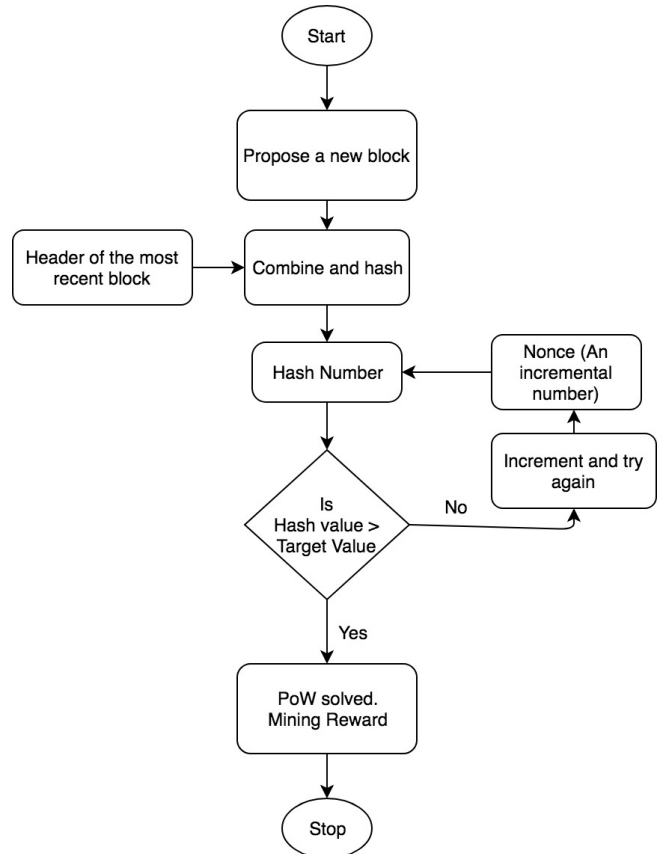 Start
Propose a new block
Header of the most
recent block
Combine and hash
Hash Number
Nonce (An
incremental
number)
Increment and try
again
Is
Hash value >
Target Value
No
Yes
PoW solved.
Mining Reward
Stop